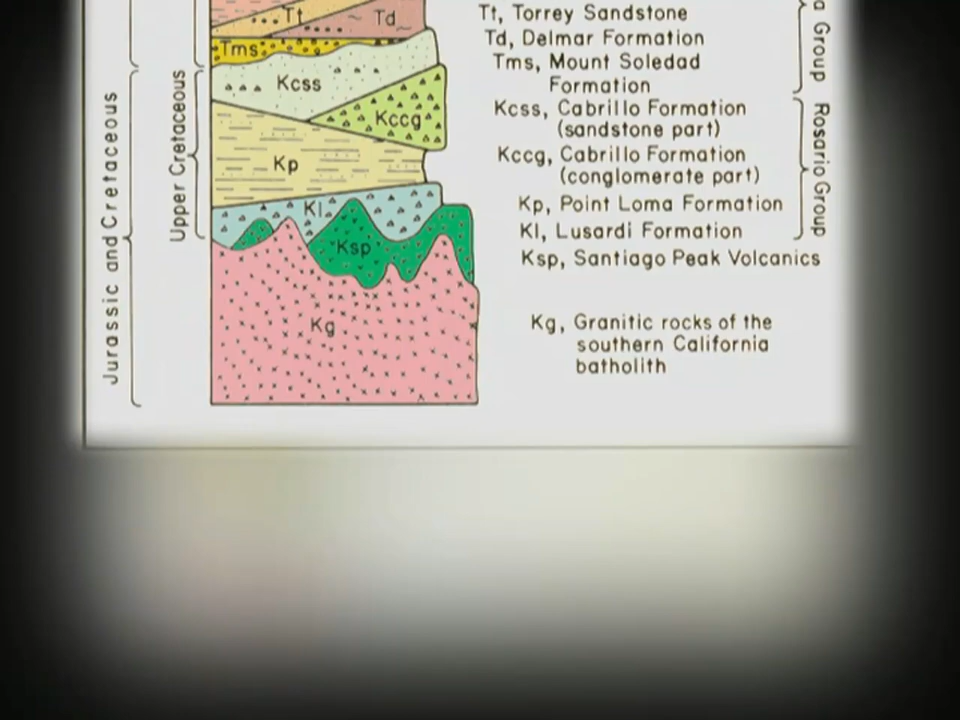 Tt
Td
Tms
Kcss
Kccg
Kp
Kl
Ksp
Kg
Jurassic and Cretaceous
Upper Cretaceous
Tt, Torrey Sandstone
Td, Delmar Formation
Tms, Mount Soledad
Formation
Kcss, Cabrillo Formation
(sandstone part)
Kccg, Cabrillo Formation
(conglomerate part)
Kp, Point Loma Formation
Kl, Lusardi Formation
Ksp, Santiago Peak Volcanics
Kg, Granitic rocks of the
southern California
batholith
a Group
Rosario Group